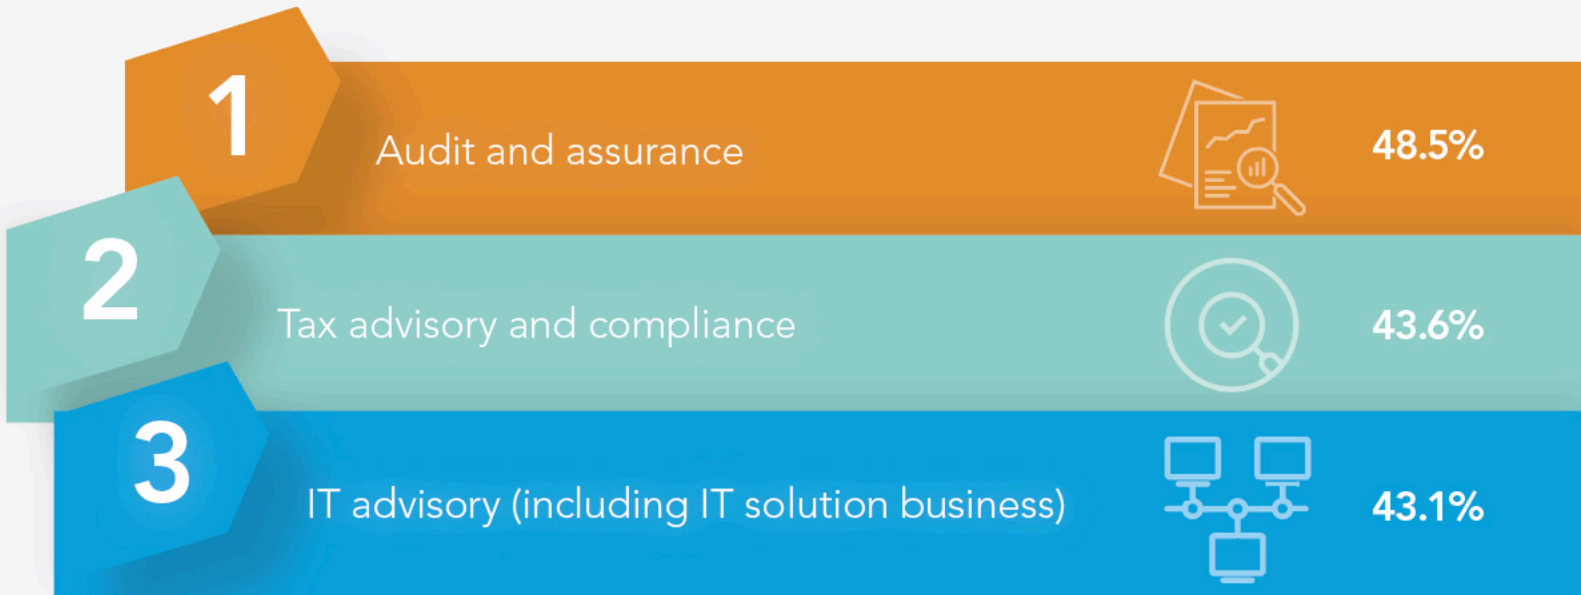 1
Audit and assurance
48.5%
2
Tax advisory and compliance
43.6%
3
IT advisory (including IT solution business)
43.1%